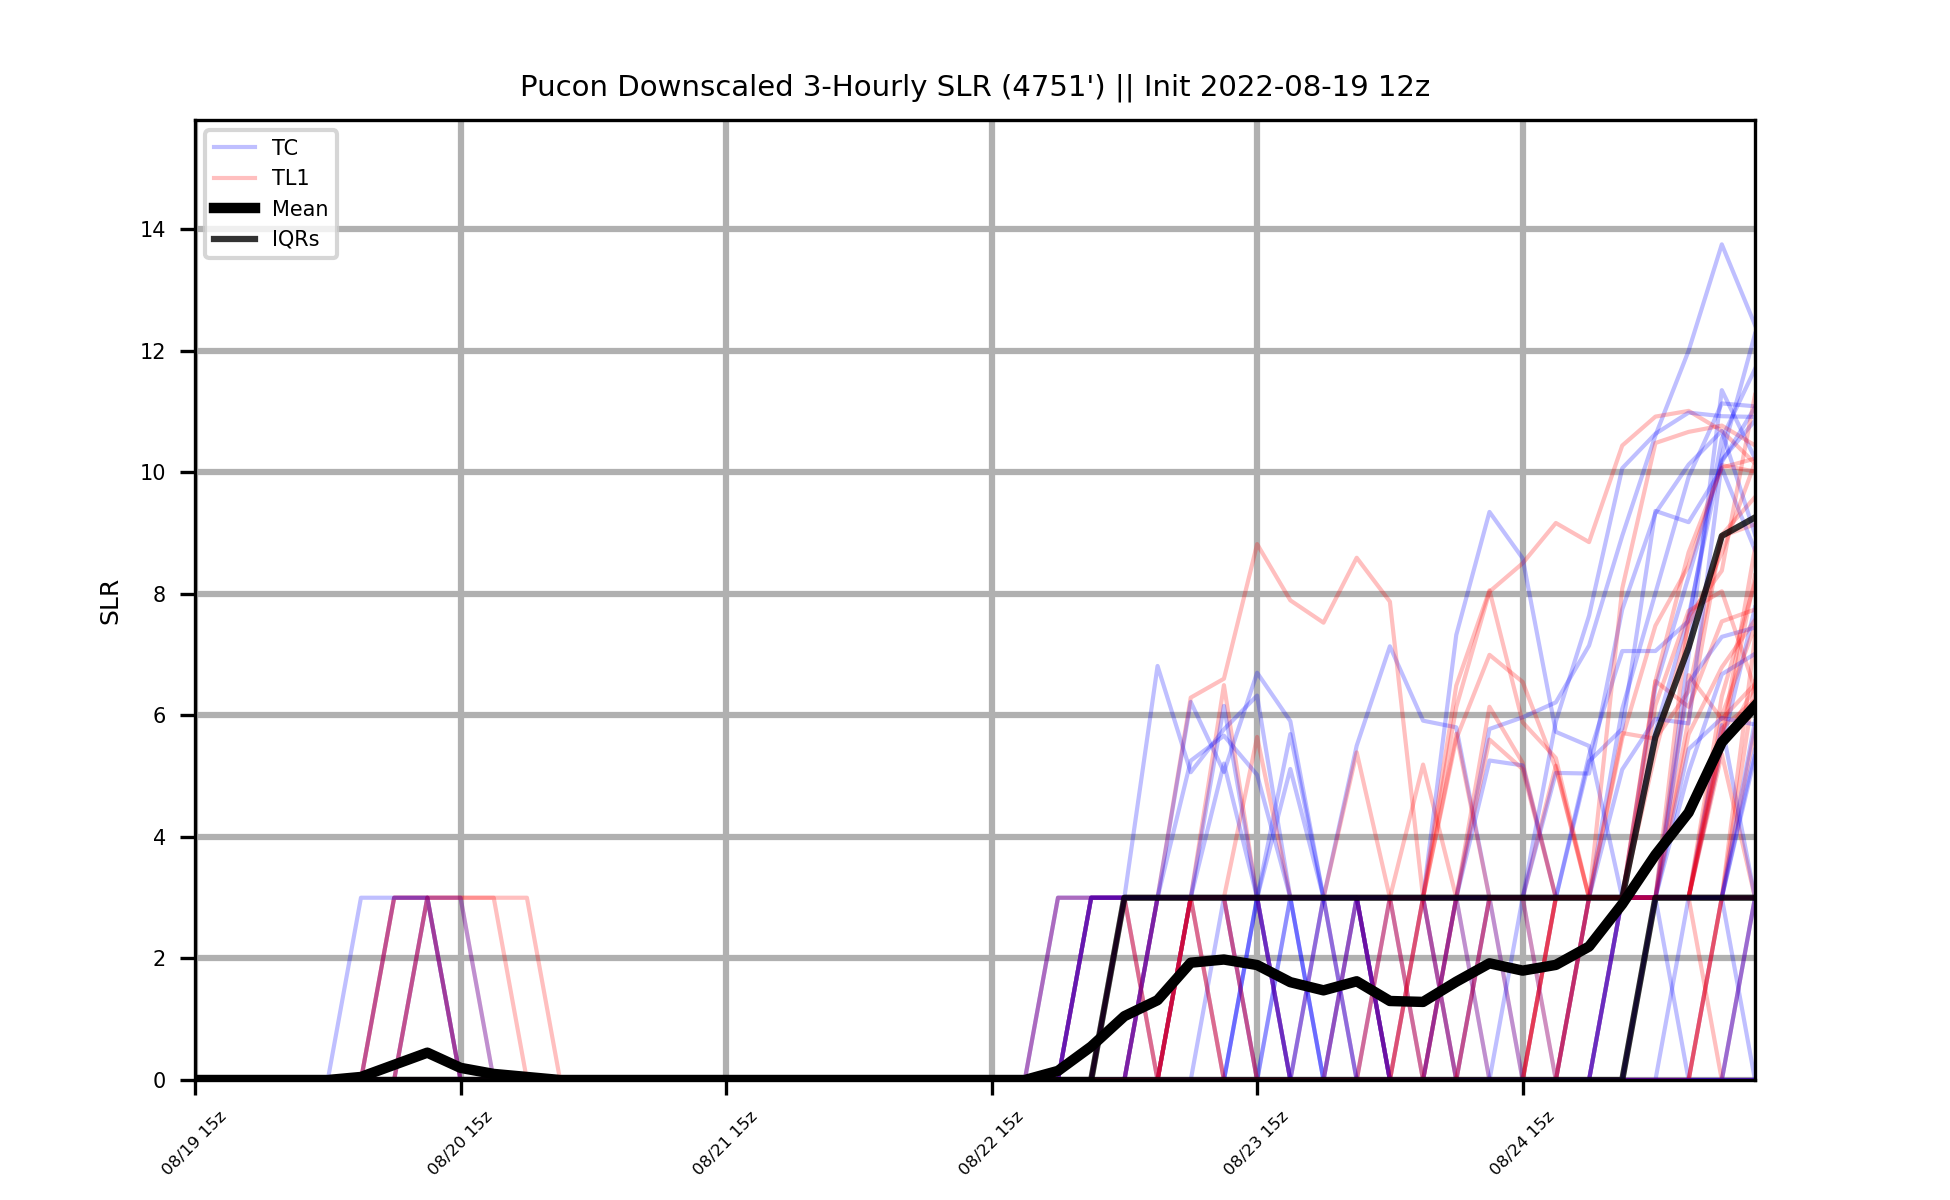 Pucon Downscaled 3-Hourly SLR (4751') || Init 2022-08-19 12z
TC
TL1
Mean
IQRs
14
12
10
8
6
4
2
0
SLR
08/19 15z
08/20 15z
08/21 15z
08/22 15z
08/23 15z
08/24 15z